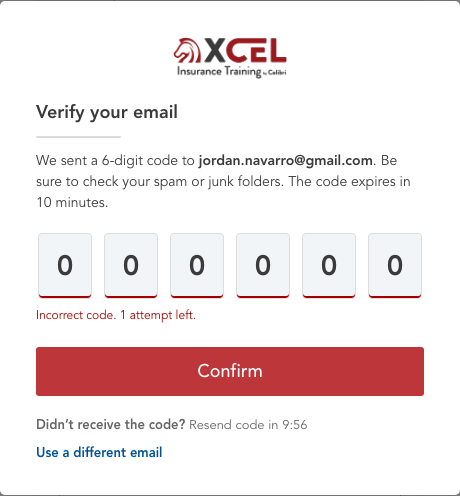 XCEL
Insurance Training by Colibri
Verify your email
We sent a 6-digit code to jordan.navarro@gmail.com. Be
sure to check your spam or junk folders. The code expires in
10 minutes.
0 0 0 0 0 0
Incorrect code. 1 attempt left.
Confirm
Didn’t receive the code? Resend code in 9:56
Use a different email